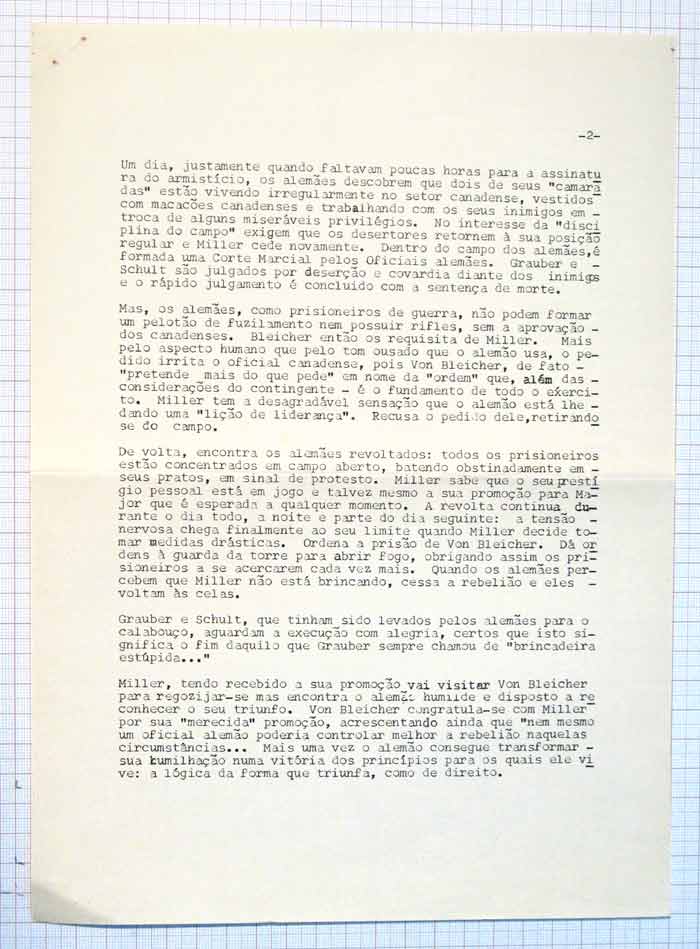 -2-
Um dia, justamente quando faltavam poucas horas para a assinatu
ra do armistício, os alemães descobrem que dois de seus "camara
das" estão vivendo irregularmente no setor canadense, vestidos
com macacões canadenses e trabalhando com os seus inimigos em -
troca de alguns miseráveis privilégios. No interesse da "disci
plina do campo" exigem que os desertores retornem à sua posição
regular e Miller cede novamente. Dentro do campo dos alemães,é
formada uma Corte Marcial pelos Oficiais alemães. Grauber e -
Schult são julgados por deserção e covardia diante dos inimigos
e o rápido julgamento é concluido com a sentença de morte.
Mas, os alemães, como prisioneiros de guerra, não podem formar
um pelotão de fuzilamento nem possuir rifles, sem a aprovação -
dos canadenses. Bleicher então os requisita de Miller. Mais
pelo aspecto humano que pelo tom ousado que o alemão usa, o pe-
dido irrita o oficial canadense, pois Von Bleicher, de fato -
"pretende mais do que pede" em nome da "ordem" que, além das -
considerações do contingente - é o fundamento de todo o exérci-
to. Miller tem a desagradável sensação que o alemão está lhe -
dando uma "lição de liderança". Recusa o pedido dele,retirando
se do campo.
De volta, encontra os alemães revoltados: todos os prisioneiros
estão concentrados em campo aberto, batendo obstinadamente em -
seus pratos, em sinal de protesto. Miller sabe que o seu prestí
gio pessoal está em jogo e talvez mesmo a sua promoção para Ma-
jor que é esperada a qualquer momento. A revolta continua du-
rante o dia todo, a noite e parte do dia seguinte: a tensão -
nervosa chega finalmente ao seu limite quando Miller decide to-
mar medidas drásticas. Ordena a prisão de Von Bleicher. Dá or
dens à guarda da torre para abrir fogo, obrigando assim os pri-
sioneiros a se acercarem cada vez mais. Quando os alemães per-
cebem que Miller não está brincando, cessa a rebelião e eles -
voltam às celas.
Grauber e Schult, que tinham sido levados pelos alemães para o
calabouço, aguardam a execução com alegria, certos que isto si-
gnifica o fim daquilo que Grauber sempre chamou de "brincadeira
estúpida..."
Miller, tendo recebido a sua promoção vai visitar Von Bleicher
para regozijar-se mas encontra o alemão humilde e disposto a re
conhecer o seu triunfo. Von Bleicher congratula-se com Miller
por sua "merecida" promoção, acrescentando ainda que "nem mesmo
um oficial alemão poderia controlar melhor a rebelião naquelas
circumstâncias... Mais uma vez o alemão consegue transformar -
sua humilhação numa vitória dos princípios para os quais ele vi
ve: a lógica da forma que triunfa, como de direito.